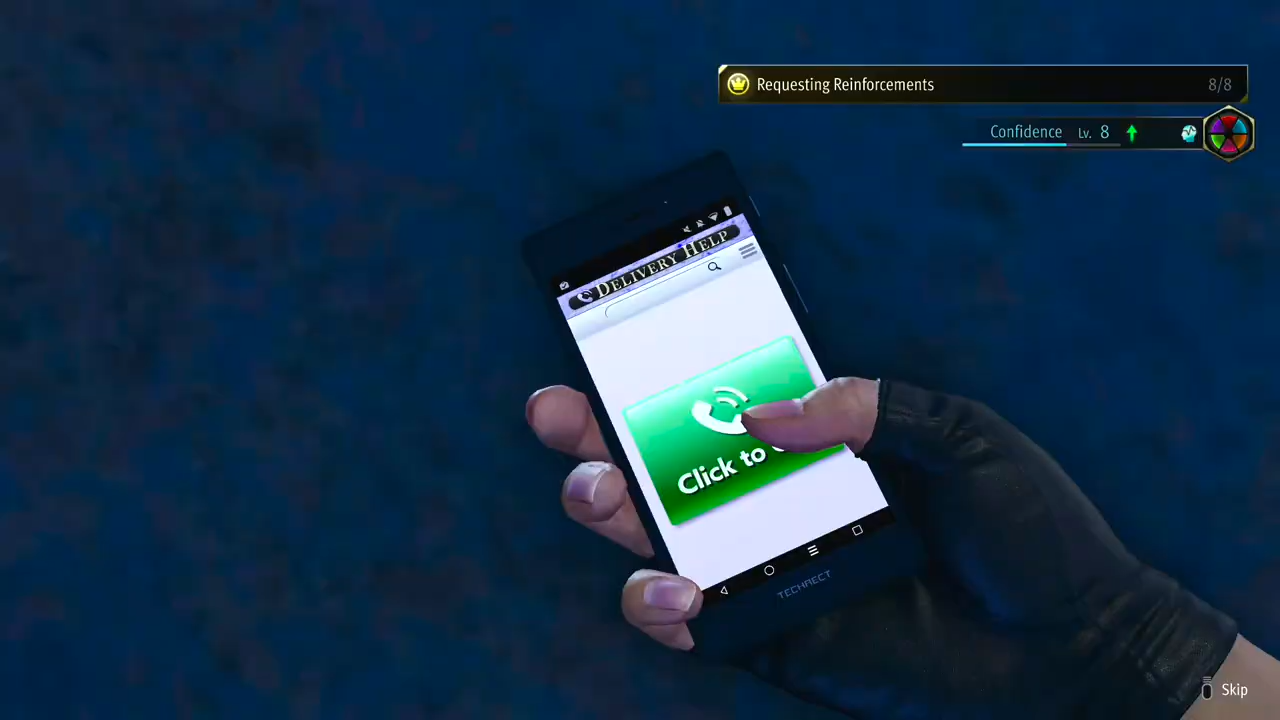 Requesting Reinforcements 8/8
Confidence Lv. 8
DELIVERY HELP
Click to
TECHRECT
Skip